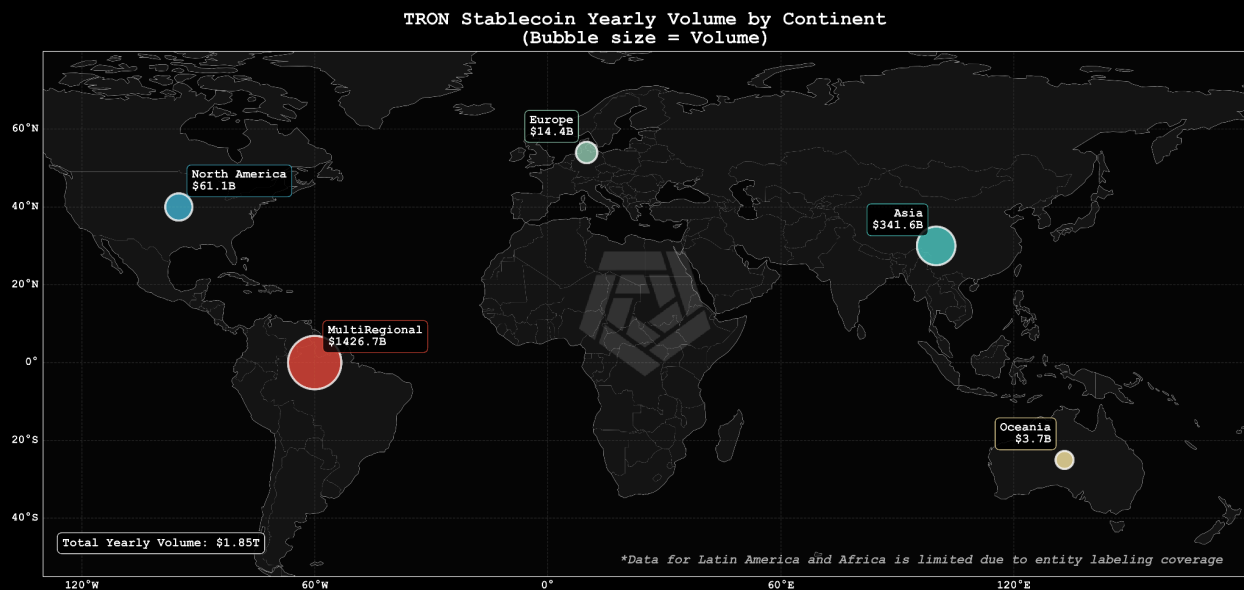 TRON Stablecoin Yearly Volume by Continent
(Bubble size = Volume)
60°N
40°N
20°N
0°
20°S
40°S
Europe
$14.4B
North America
$61.1B
Asia
$341.6B
MultiRegional
$1426.7B
Oceania
$3.7B
Total Yearly Volume: $1.85T
*Data for Latin America and Africa is limited due to entity labeling coverage
120°W
60°W
0°
60°E
120°E